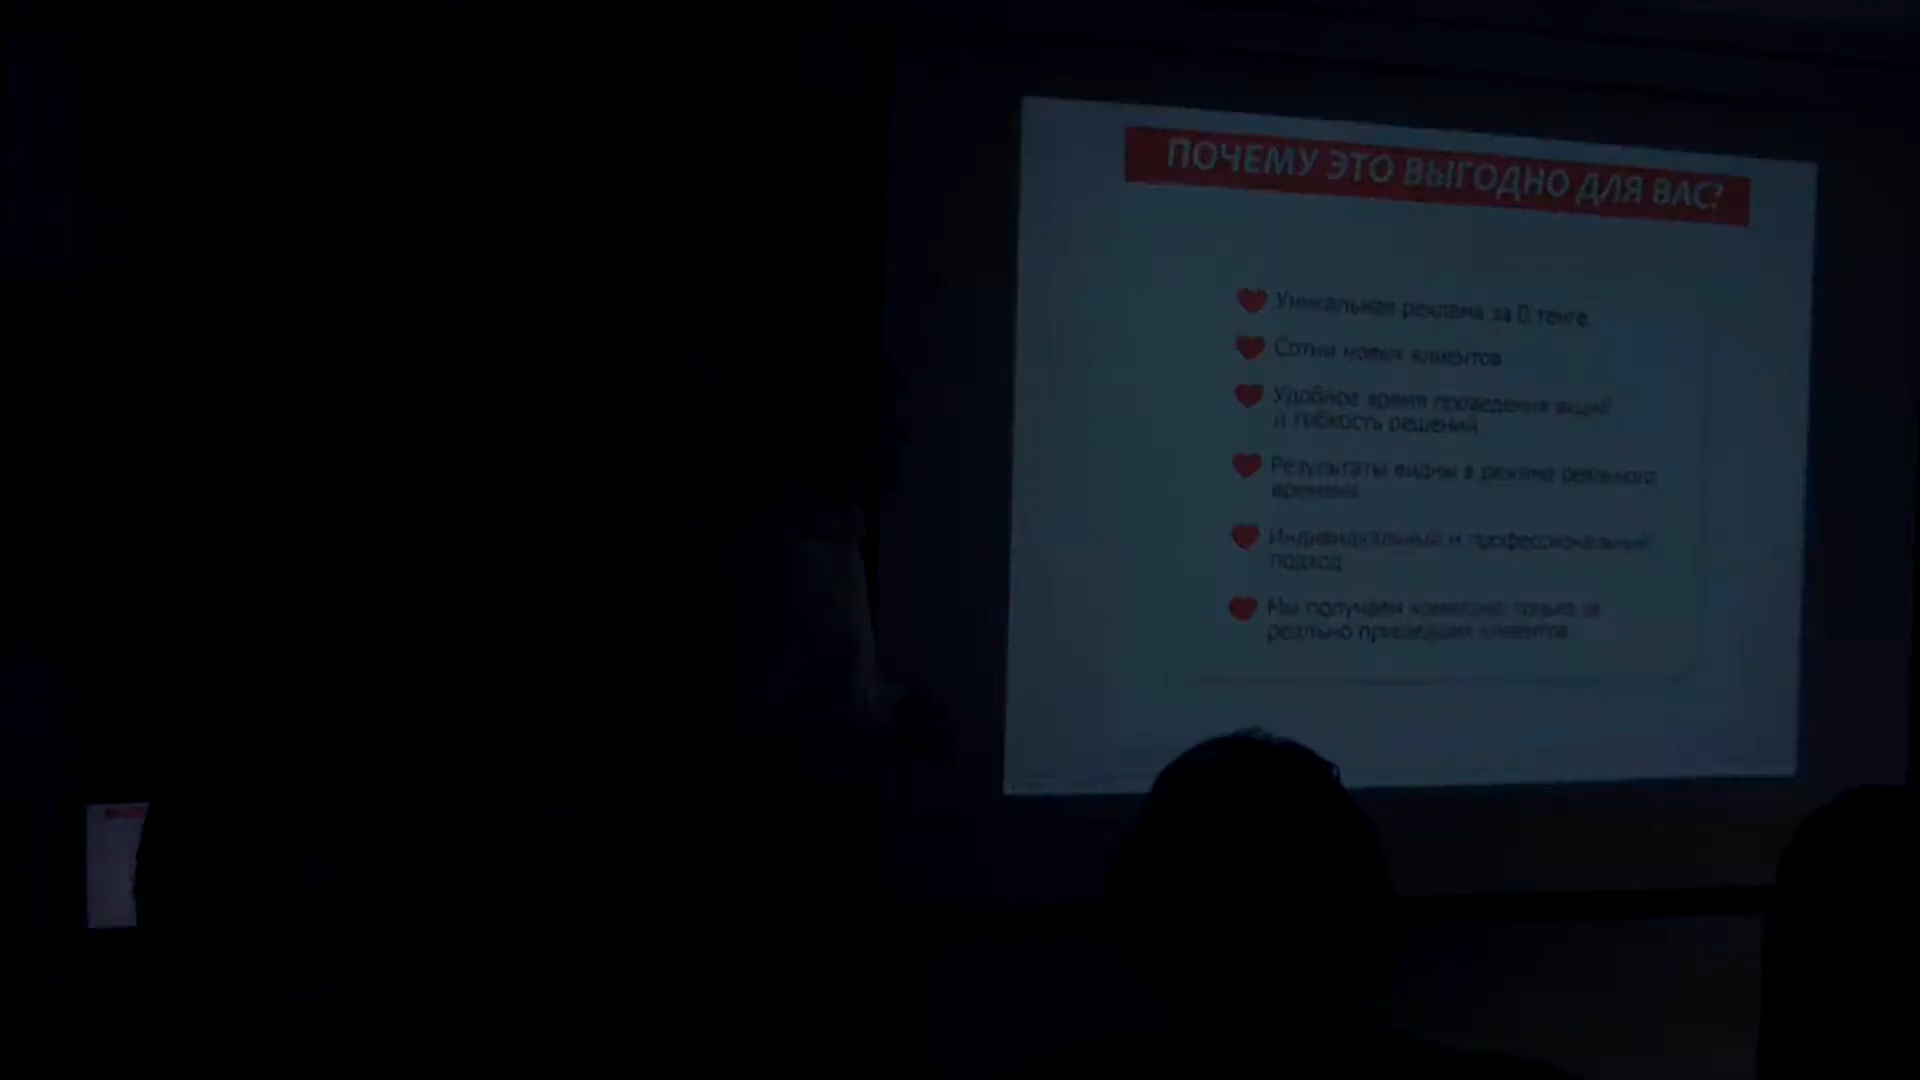 ПОЧЕМУ ЭТО ВЫГОДНО ДЛЯ ВАС?
Уникальная реклама за 0 тенге
Сотни новых клиентов
Удобное время проведения акций
и гибкость решений
Результаты видны в режиме реального
времени
Индивидуальный и профессиональный
подход
Мы получаем комиссию только за
реально пришедших клиентов